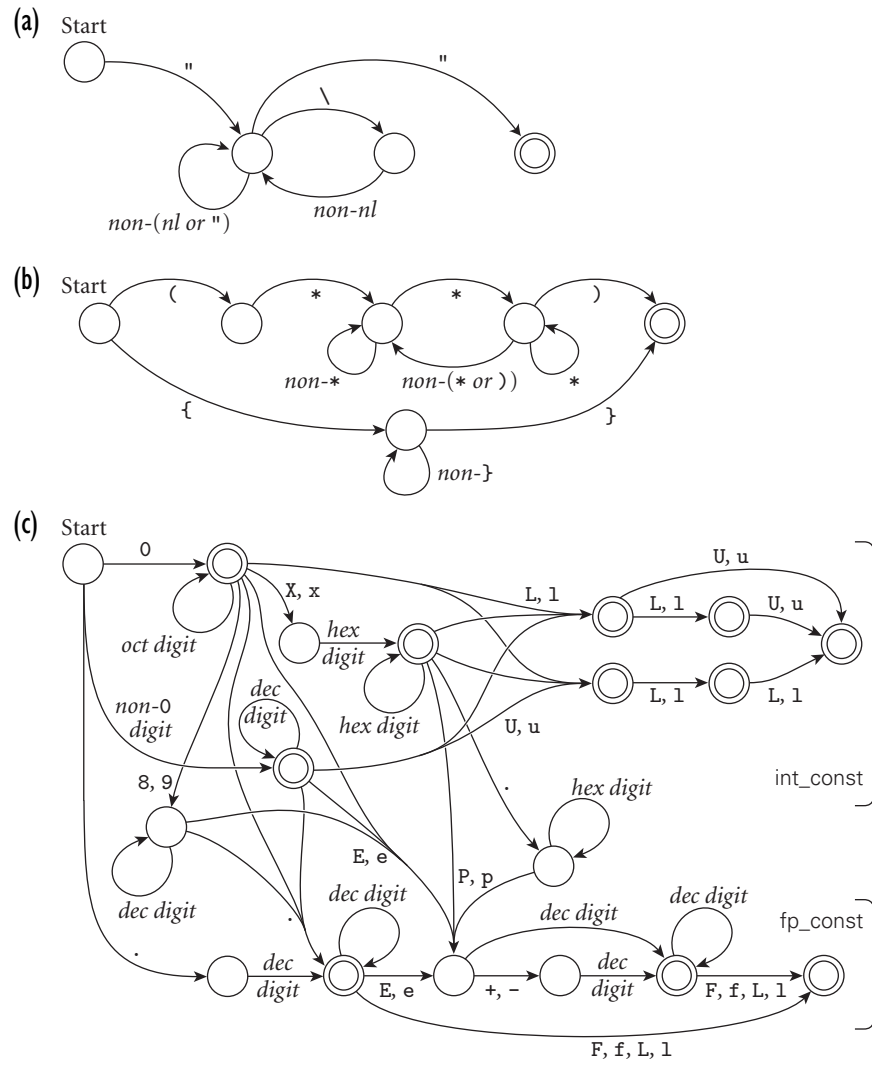 (a)
Start
"
"
\
non-nl
non-(nl or ")
(b)
Start
(
*
*
)
non-*
non-(* or ))
*
{
}
non-}
(c)
Start
0
U, u
X, x
L, l
L, l
U, u
oct digit
hex
digit
dec
digit
non-0
digit
hex digit
L, l
L, l
U, u
8, 9
.
hex digit
int_const
E, e
P, p
dec digit
dec digit
dec digit
dec digit
fp_const
.
.
dec
digit
E, e
+, -
dec
digit
F, f, L, l
F, f, L, l